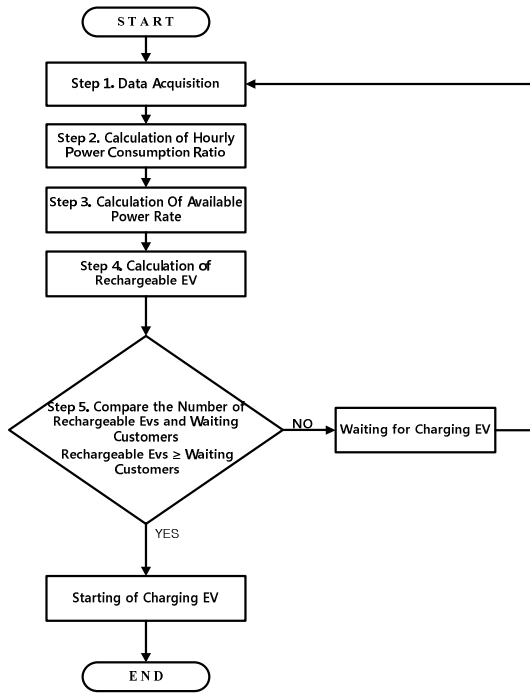 START
Step 1. Data Acquisition
Step 2. Calculation of Hourly
Power Consumption Ratio
Step 3. Calculation Of Available
Power Rate
Step 4. Calculation of
Rechargeable EV
Step 5. Compare the Number of
Rechargeable Evs and Waiting
Customers
Rechargeable Evs ≥ Waiting
Customers
NO
Waiting for Charging EV
YES
Starting of Charging EV
END